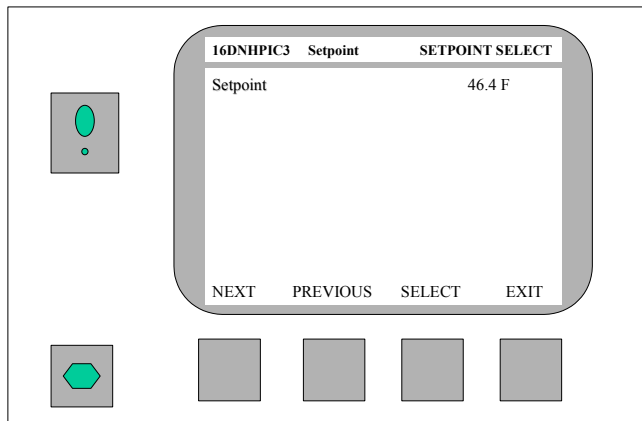 16DNHPIC3 Setpoint SETPOINT SELECT
Setpoint 46.4 F
NEXT PREVIOUS SELECT EXIT